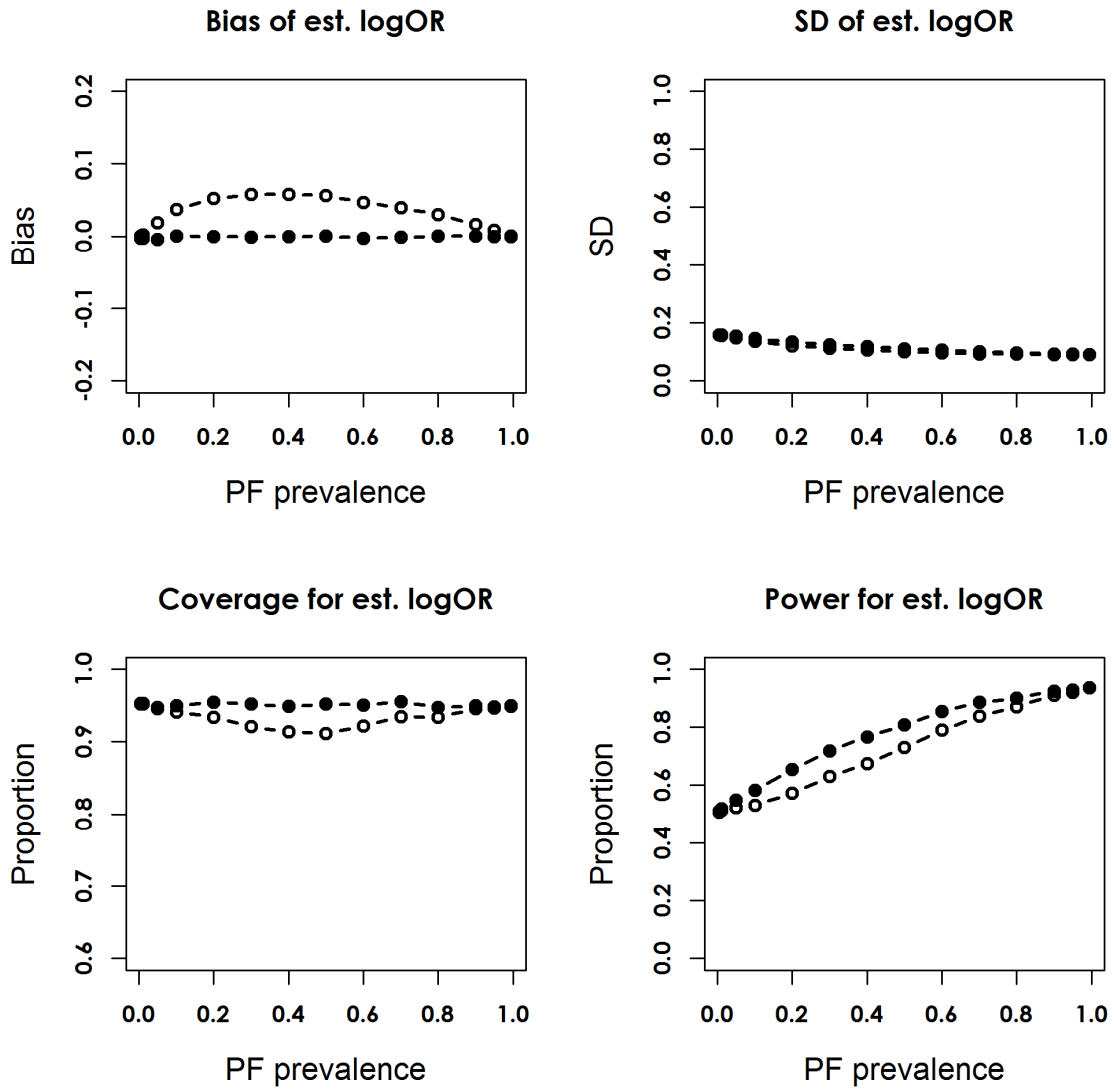 Bias of est. logOR
Bias
0.2
0.1
0.0
-0.1
-0.2
0.0 0.2 0.4 0.6 0.8 1.0
PF prevalence
SD of est. logOR
SD
1.0
0.8
0.6
0.4
0.2
0.0
0.0 0.2 0.4 0.6 0.8 1.0
PF prevalence
Coverage for est. logOR
Proportion
1.0
0.9
0.8
0.7
0.6
0.0 0.2 0.4 0.6 0.8 1.0
PF prevalence
Power for est. logOR
Proportion
1.0
0.8
0.6
0.4
0.2
0.0
0.0 0.2 0.4 0.6 0.8 1.0
PF prevalence